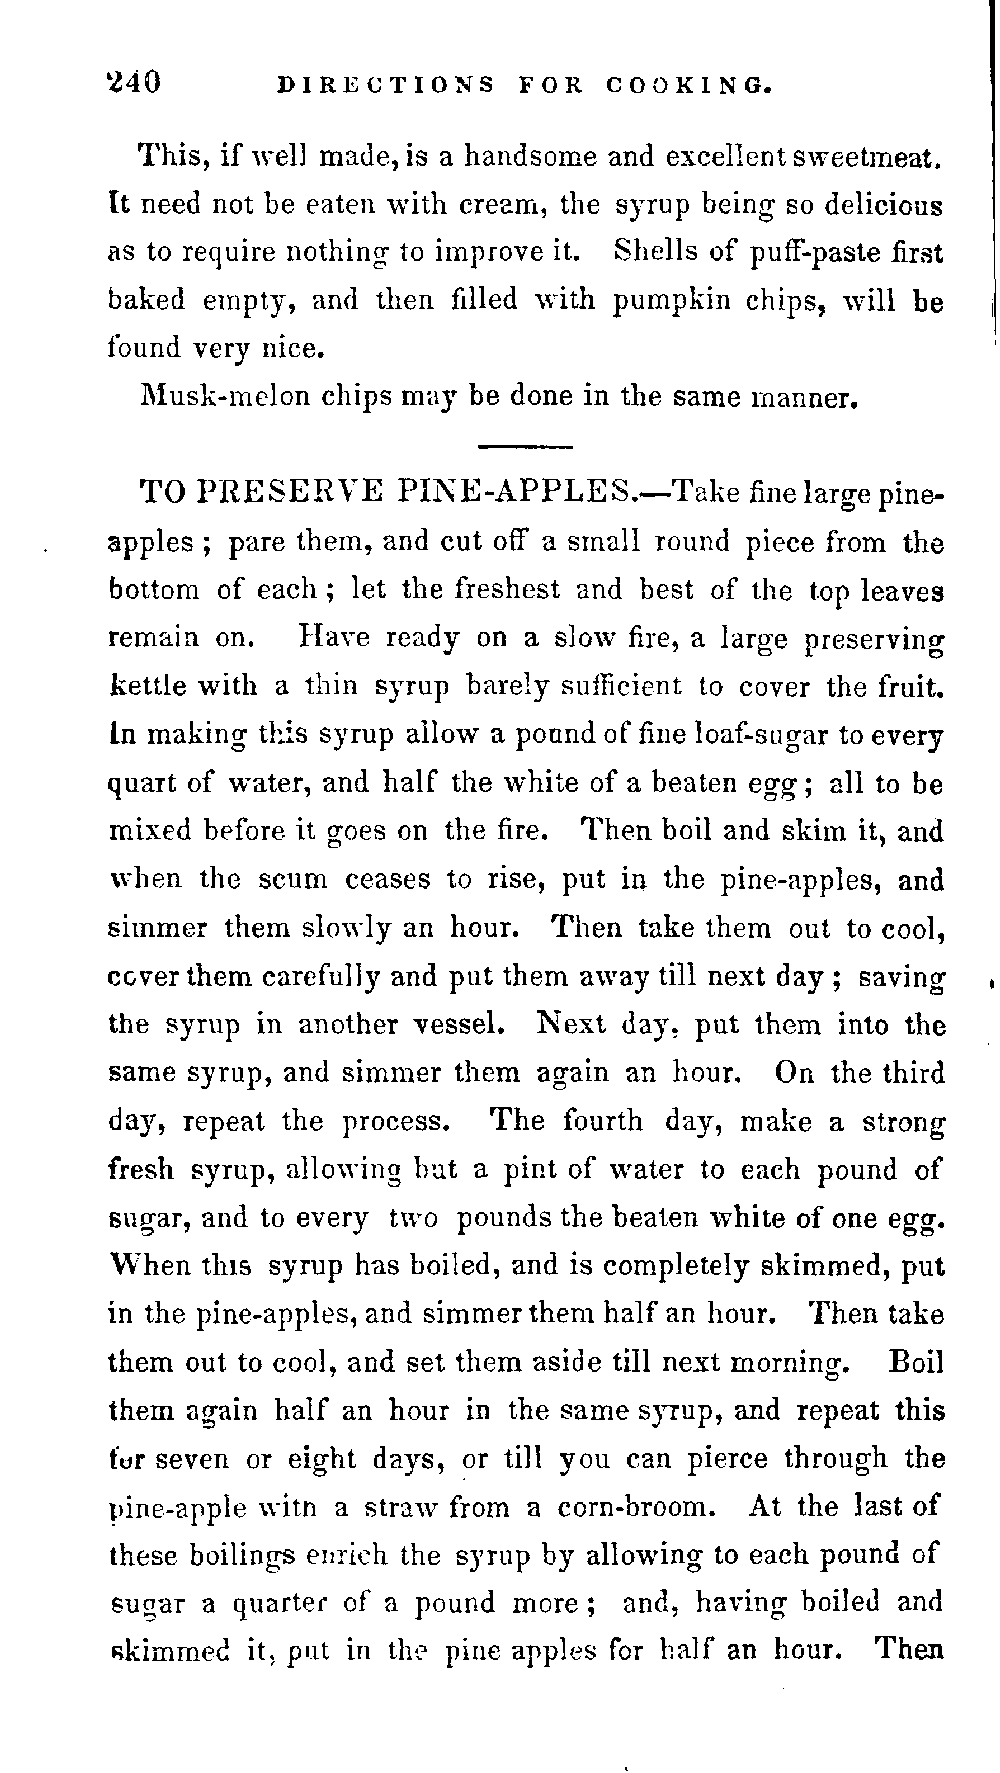 240 DIRECTIONS FOR COOKING.
This, if well made, is a handsome and excellent sweetmeat.
It need not be eaten with cream, the syrup being so delicious
as to require nothing to improve it. Shells of puff-paste first
baked empty, and then filled with pumpkin chips, will be
found very nice.
Musk-melon chips may be done in the same manner.
TO PRESERVE PINE-APPLES.—Take fine large pine-
apples ; pare them, and cut off a small round piece from the
bottom of each ; let the freshest and best of the top leaves
remain on. Have ready on a slow fire, a large preserving
kettle with a thin syrup barely sufficient to cover the fruit.
In making this syrup allow a pound of fine loaf-sugar to every
quart of water, and half the white of a beaten egg ; all to be
mixed before it goes on the fire. Then boil and skim it, and
when the scum ceases to rise, put in the pine-apples, and
simmer them slowly an hour. Then take them out to cool,
cover them carefully and put them away till next day ; saving
the syrup in another vessel. Next day, put them into the
same syrup, and simmer them again an hour. On the third
day, repeat the process. The fourth day, make a strong
fresh syrup, allowing but a pint of water to each pound of
sugar, and to every two pounds the beaten white of one egg.
When this syrup has boiled, and is completely skimmed, put
in the pine-apples, and simmer them half an hour. Then take
them out to cool, and set them aside till next morning. Boil
them again half an hour in the same syrup, and repeat this
for seven or eight days, or till you can pierce through the
pine-apple with a straw from a corn-broom. At the last of
these boilings enrich the syrup by allowing to each pound of
sugar a quarter of a pound more ; and, having boiled and
skimmed it, put in the pine apples for half an hour. Then